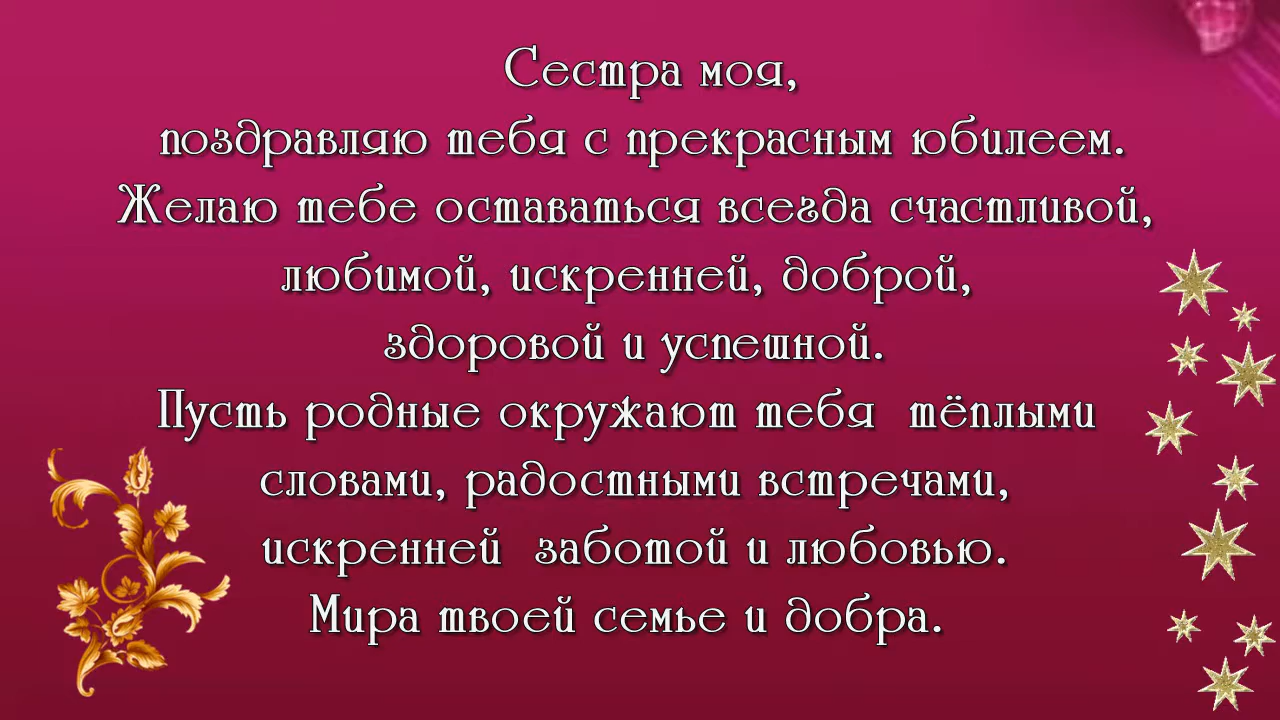 Сестра моя,
поздравляю тебя с прекрасным юбилеем.
Желаю тебе оставаться всегда счастливой,
любимой, искренней, доброй,
здоровой и успешной.
Пусть родные окружают тебя тёплыми
словами, радостными встречами,
искренней заботой и любовью.
Мира твоей семье и добра.